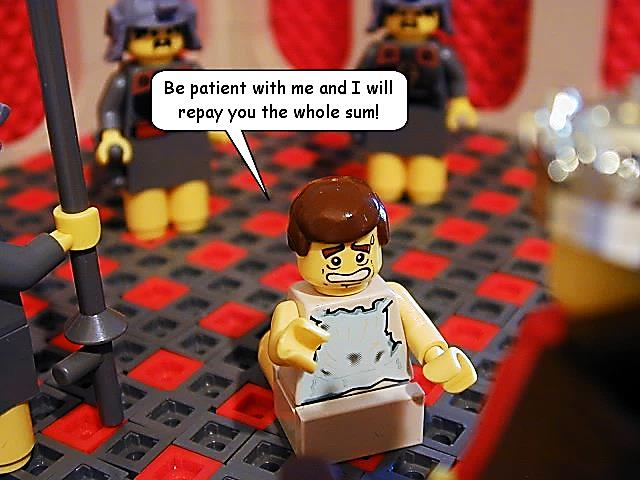 Be patient with me and I will
repay you the whole sum!